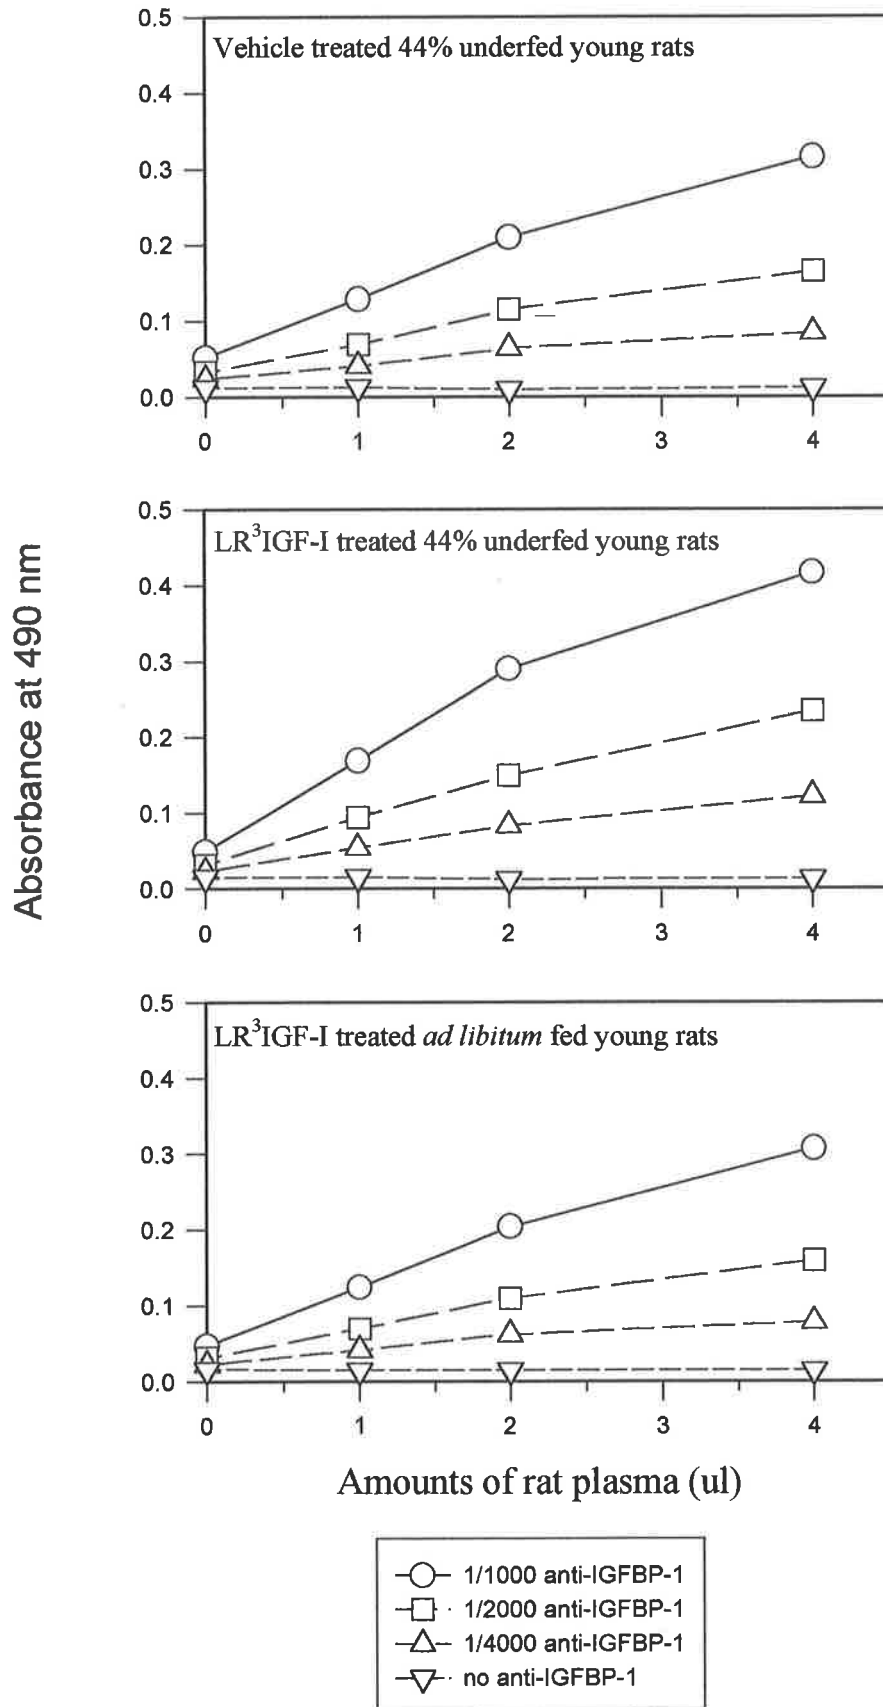 0.5
Vehicle treated 44% underfed young rats
0.4
0.3
0.2
0.1
0.0
0 1 2 3 4
0.5
LR³IGF-I treated 44% underfed young rats
0.4
0.3
0.2
0.1
0.0
0 1 2 3 4
Absorbance at 490 nm
0.5
LR³IGF-I treated ad libitum fed young rats
0.4
0.3
0.2
0.1
0.0
0 1 2 3 4
Amounts of rat plasma (ul)
1/1000 anti-IGFBP-1
1/2000 anti-IGFBP-1
1/4000 anti-IGFBP-1
no anti-IGFBP-1